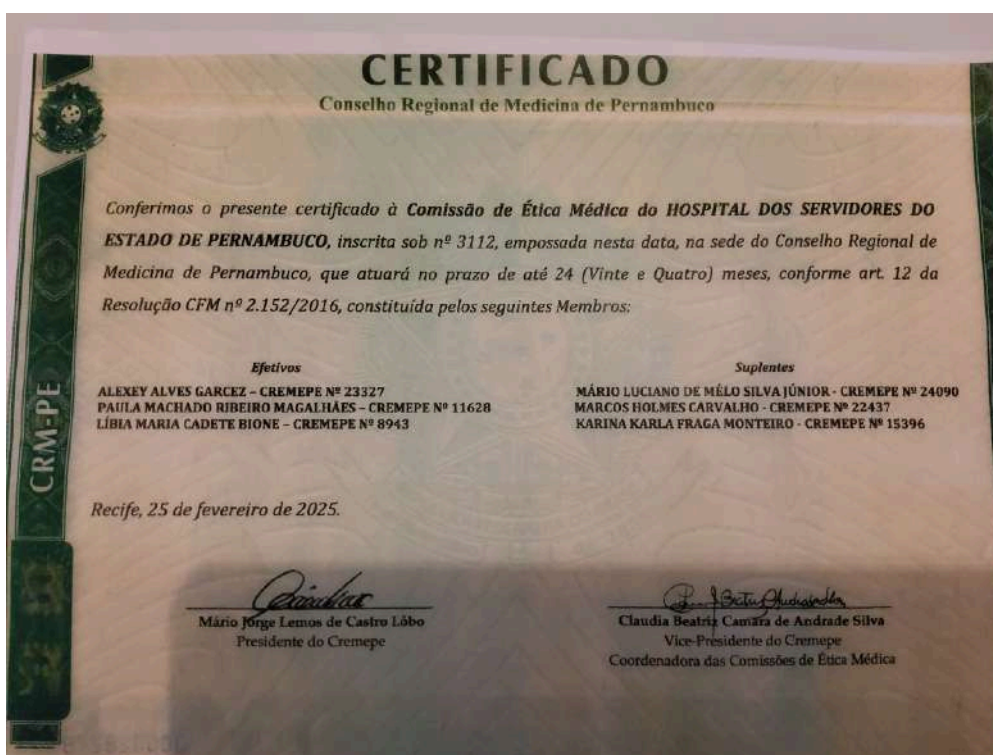 CERTIFICADO
Conselho Regional de Medicina de Pernambuco
Conferimos o presente certificado à Comissão de Ética Médica do HOSPITAL DOS SERVIDORES DO
ESTADO DE PERNAMBUCO, inscrita sob nº 3112, empossada nesta data, na sede do Conselho Regional de
Medicina de Pernambuco, que atuará no prazo de até 24 (Vinte e Quatro) meses, conforme art. 12 da
Resolução CFM nº 2.152/2016, constituída pelos seguintes Membros:
Efetivos
ALEXEY ALVES GARCEZ – CREMEPE Nº 23327
PAULA MACHADO RIBEIRO MAGALHÃES – CREMEPE Nº 11628
LÍBIA MARIA CADETE BIONE – CREMEPE Nº 8943
Suplentes
MÁRIO LUCIANO DE MÉLO SILVA JÚNIOR - CREMEPE Nº 24090
MARCOS HOLMES CARVALHO - CREMEPE Nº 22437
KARINA KARLA FRAGA MONTEIRO - CREMEPE Nº 15396
CRM-PE
Recife, 25 de fevereiro de 2025.
Mário Jorge Lemos de Castro Lôbo
Presidente do Cremepe
Claudia Beatriz Camara de Andrade Silva
Vice-Presidente do Cremepe
Coordenadora das Comissões de Ética Médica